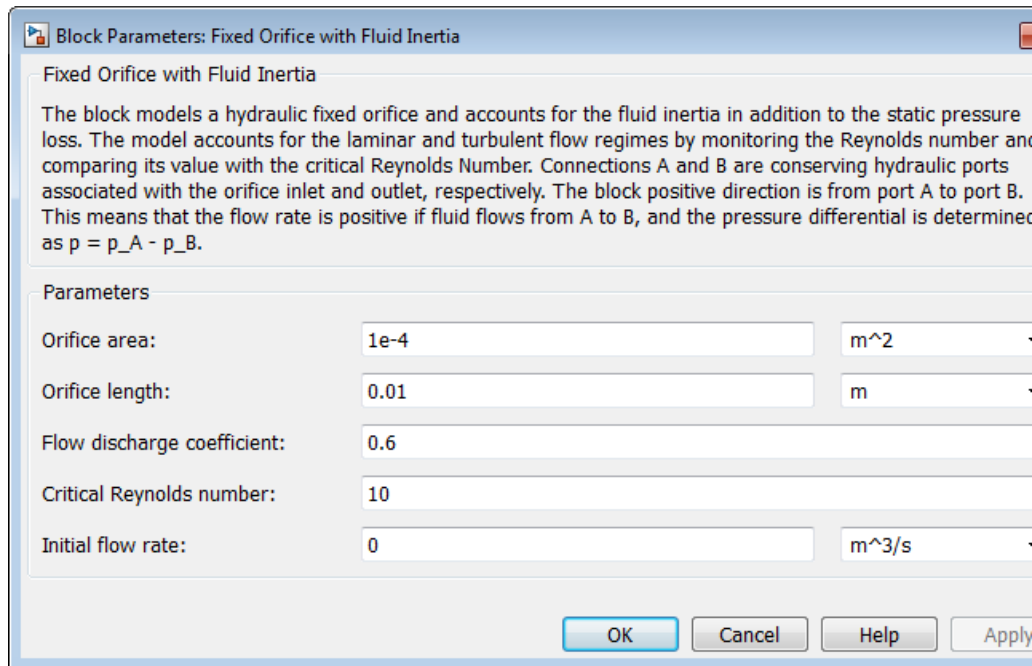 Block Parameters: Fixed Orifice with Fluid Inertia
Fixed Orifice with Fluid Inertia
The block models a hydraulic fixed orifice and accounts for the fluid inertia in addition to the static pressure
loss. The model accounts for the laminar and turbulent flow regimes by monitoring the Reynolds number and
comparing its value with the critical Reynolds Number. Connections A and B are conserving hydraulic ports
associated with the orifice inlet and outlet, respectively. The block positive direction is from port A to port B.
This means that the flow rate is positive if fluid flows from A to B, and the pressure differential is determined
as p = p_A - p_B.
Parameters
Orifice area: 1e-4 m^2
Orifice length: 0.01 m
Flow discharge coefficient: 0.6
Critical Reynolds number: 10
Initial flow rate: 0 m^3/s
OK Cancel Help Apply